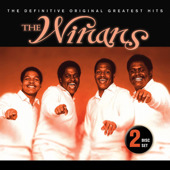 THE DEFINITIVE ORIGINAL GREATEST HITS
THE Winans
2 DISC
SET